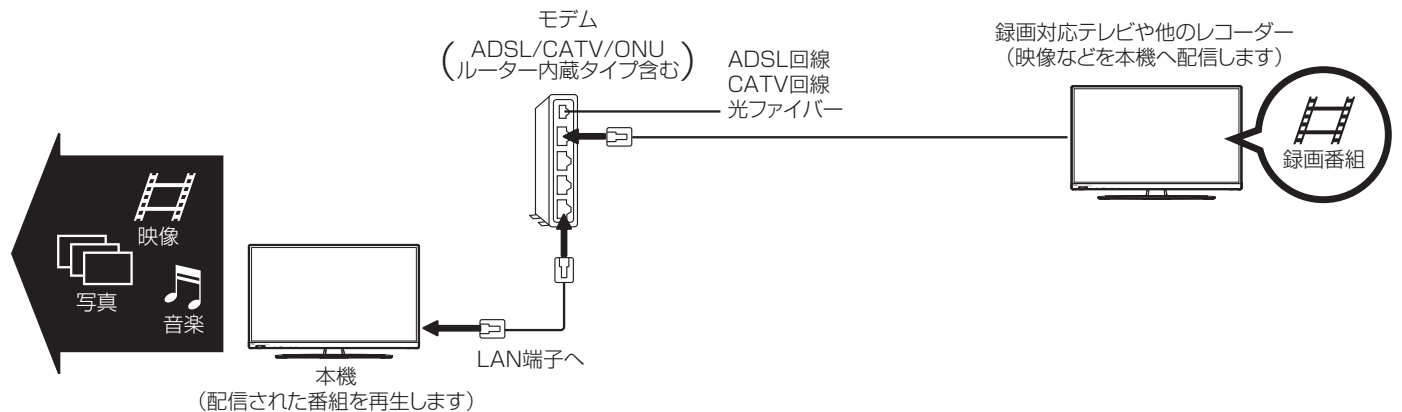 モデム
ADSL/CATV/ONU
ルーター内蔵タイプ含む
ADSL回線
CATV回線
光ファイバー
録画対応テレビや他のレコーダー
（映像などを本機へ配信します）
録画番組
映像
写真
音楽
LAN端子へ
本機
（配信された番組を再生します）